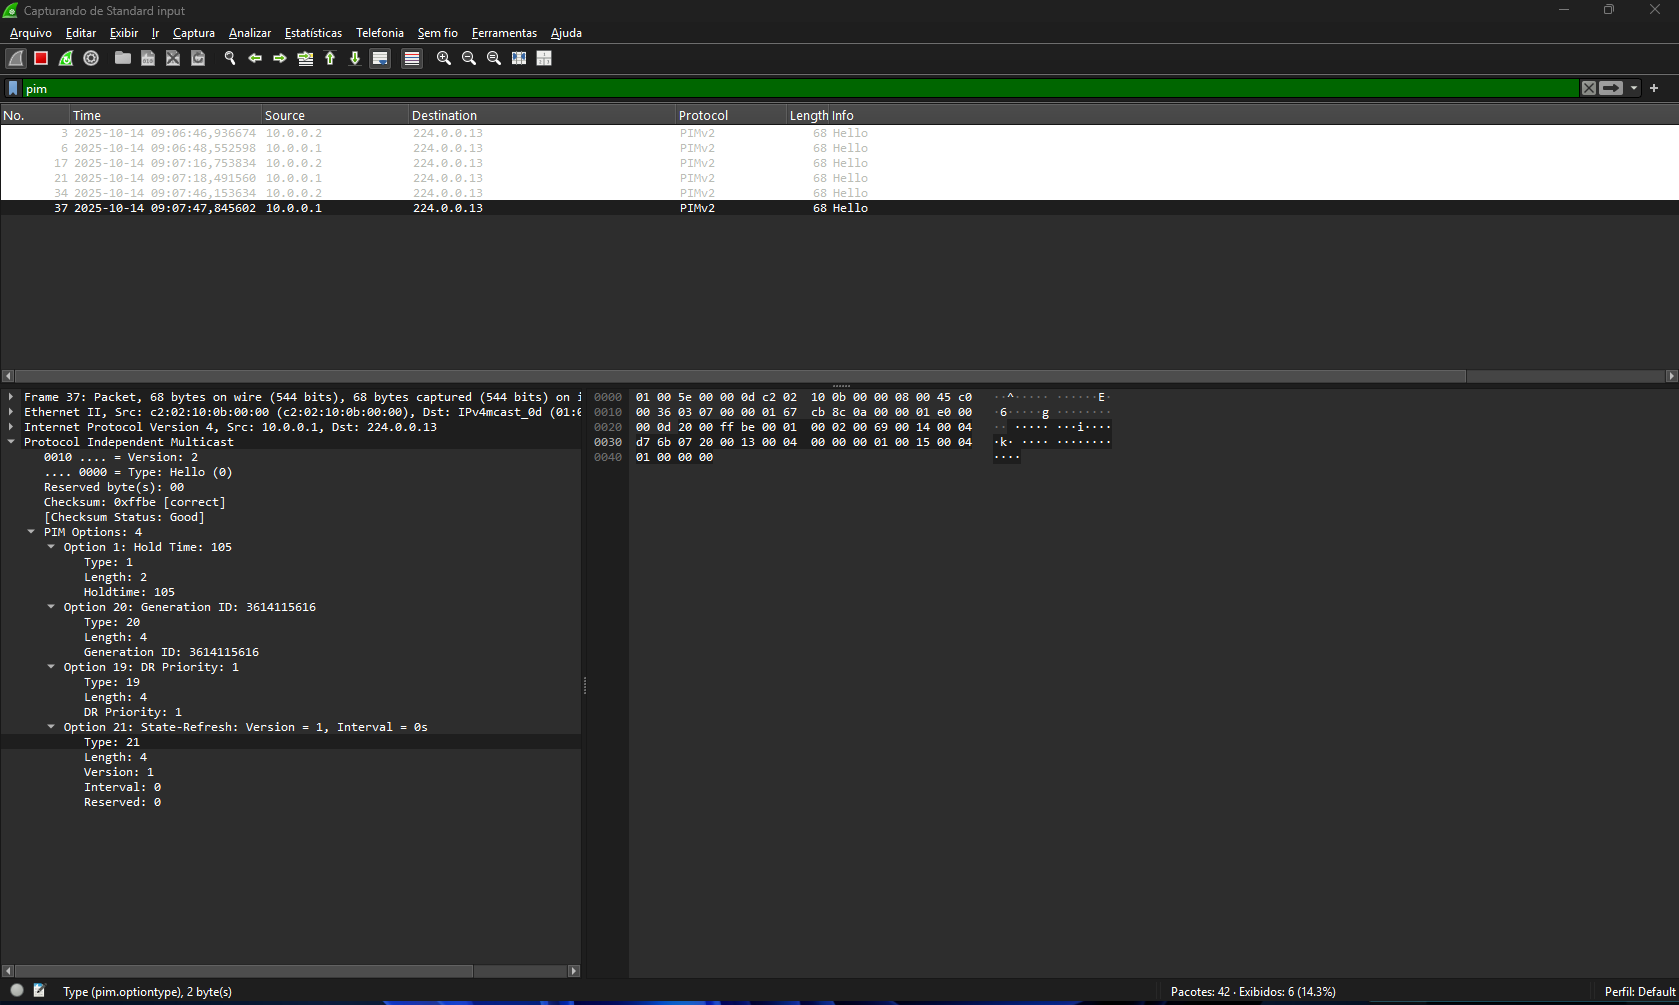 Capturando de Standard input
Arquivo Editar Exibir Ir Captura Analizar Estatísticas Telefonia Sem fio Ferramentas Ajuda
pim
No. Time Source Destination Protocol Length Info
3 2025-10-14 09:06:46,936674 10.0.0.2 224.0.0.13 PIMv2 68 Hello
6 2025-10-14 09:06:48,552598 10.0.0.1 224.0.0.13 PIMv2 68 Hello
17 2025-10-14 09:07:16,753834 10.0.0.2 224.0.0.13 PIMv2 68 Hello
21 2025-10-14 09:07:18,491560 10.0.0.1 224.0.0.13 PIMv2 68 Hello
34 2025-10-14 09:07:46,153634 10.0.0.2 224.0.0.13 PIMv2 68 Hello
37 2025-10-14 09:07:47,845602 10.0.0.1 224.0.0.13 PIMv2 68 Hello
Frame 37: Packet, 68 bytes on wire (544 bits), 68 bytes captured (544 bits) on i
Ethernet II, Src: c2:02:10:0b:00:00 (c2:02:10:0b:00:00), Dst: IPv4mcast_0d (01:0
Internet Protocol Version 4, Src: 10.0.0.1, Dst: 224.0.0.13
Protocol Independent Multicast
0010 .... = Version: 2
.... 0000 = Type: Hello (0)
Reserved byte(s): 00
Checksum: 0xffbe [correct]
[Checksum Status: Good]
PIM Options: 4
Option 1: Hold Time: 105
Type: 1
Length: 2
Holdtime: 105
Option 20: Generation ID: 3614115616
Type: 20
Length: 4
Generation ID: 3614115616
Option 19: DR Priority: 1
Type: 19
Length: 4
DR Priority: 1
Option 21: State-Refresh: Version = 1, Interval = 0s
Type: 21
Length: 4
Version: 1
Interval: 0
Reserved: 0
0000 01 00 5e 00 00 0d c2 02 10 0b 00 00 08 00 45 c0 ··^····· ······E·
0010 00 36 03 07 00 00 01 67 cb 8c 0a 00 00 01 e0 00 ·6·····g ········
0020 00 0d 20 00 ff be 00 01 00 02 00 69 00 14 00 04 ·· ····· ···i····
0030 d7 6b 07 20 00 13 00 04 00 00 00 01 00 15 00 04 ·k· ···· ········
0040 01 00 00 00 ····
Type (pim.optiontype), 2 byte(s)
Pacotes: 42 · Exibidos: 6 (14.3%)
Perfil: Default